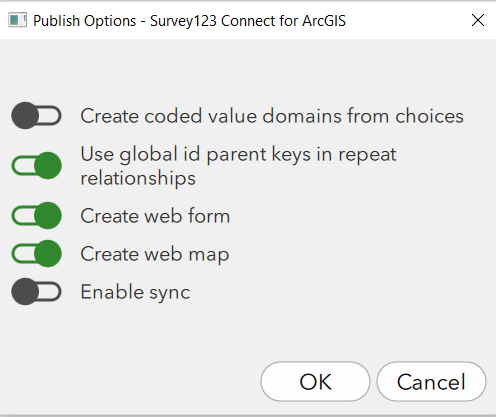 Publish Options - Survey123 Connect for ArcGIS
Create coded value domains from choices
Use global id parent keys in repeat
relationships
Create web form
Create web map
Enable sync
OK Cancel